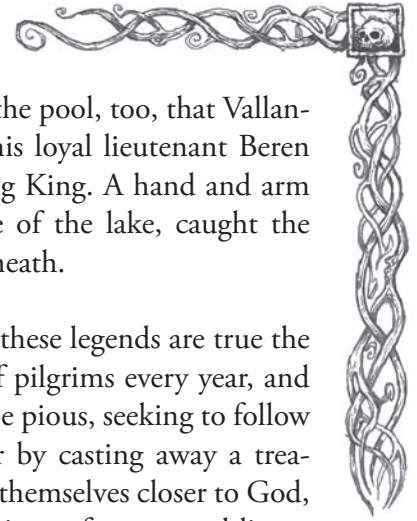 the pool, too, that Vallan-
his loyal lieutenant Beren
g King. A hand and arm
e of the lake, caught the
neath.
these legends are true the
f pilgrims every year, and
e pious, seeking to follow
r by casting away a trea-
themselves closer to God,